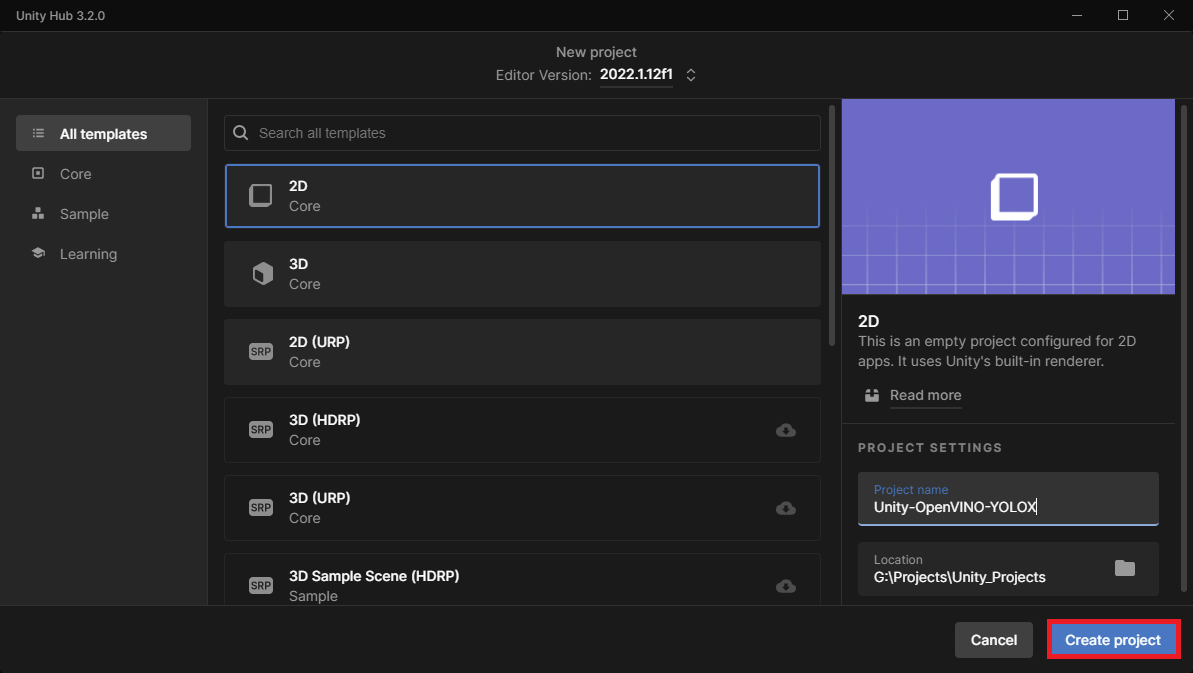 Unity Hub 3.2.0
New project
Editor Version: 2022.1.12f1
All templates
Core
Sample
Learning
Search all templates
2D
Core
3D
Core
SRP
2D (URP)
Core
SRP
3D (HDRP)
Core
SRP
3D (URP)
Core
SRP
3D Sample Scene (HDRP)
Sample
2D
This is an empty project configured for 2D
apps. It uses Unity's built-in renderer.
Read more
PROJECT SETTINGS
Project name
Unity-OpenVINO-YOLOX
Location
G:\Projects\Unity_Projects
Cancel
Create project